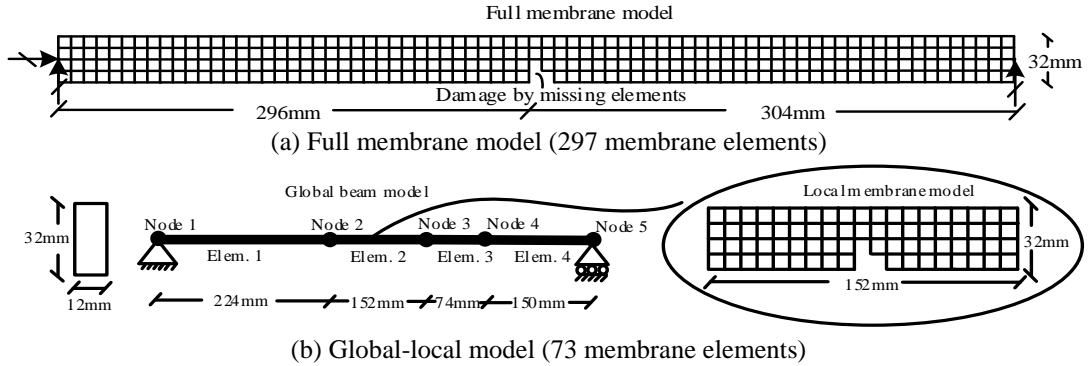 Full membrane model
32mm
Damage by missing elements
296mm
304mm
(a) Full membrane model (297 membrane elements)
Global beam model
Local membrane model
Node 1
Node 2
Node 3
Node 4
Node 5
32mm
Elem. 1
Elem. 2
Elem. 3
Elem. 4
32mm
12mm
224mm
152mm
74mm
150mm
152mm
(b) Global-local model (73 membrane elements)